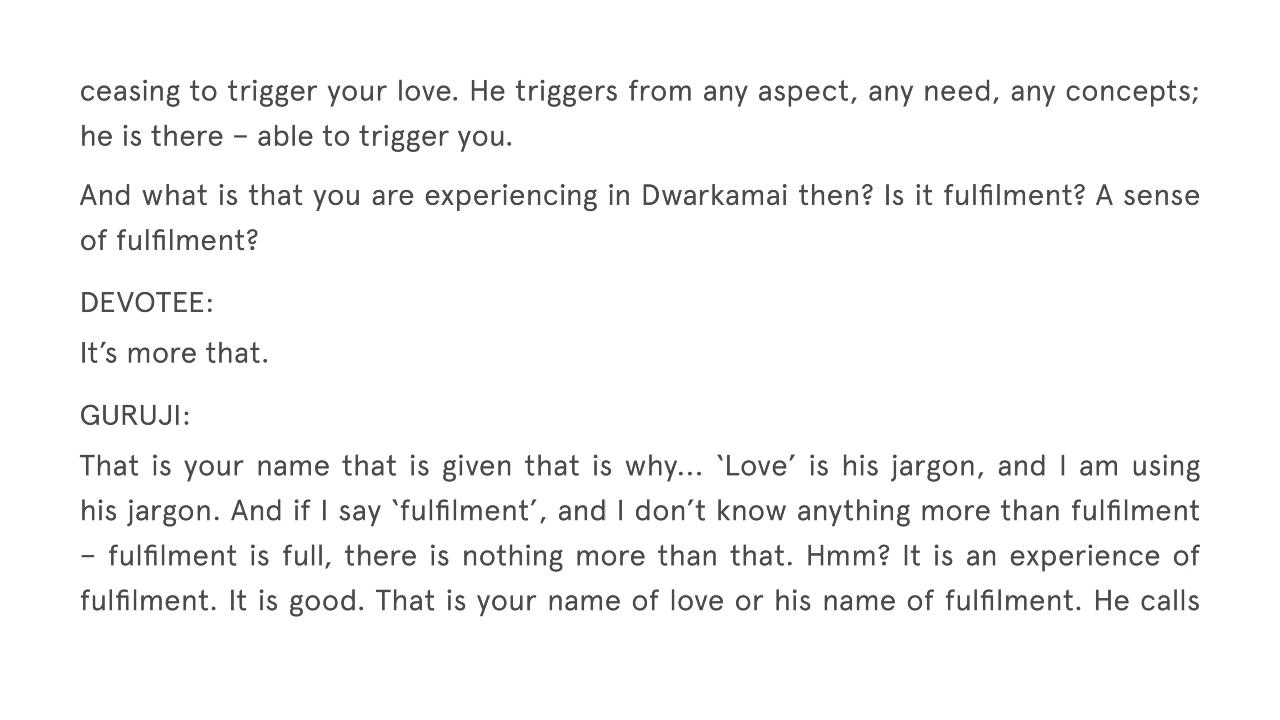 ceasing to trigger your love. He triggers from any aspect, any need, any concepts;
he is there – able to trigger you.
And what is that you are experiencing in Dwarkamai then? Is it fulfilment? A sense
of fulfilment?
DEVOTEE:
It’s more that.
GURUJI:
That is your name that is given that is why... ‘Love’ is his jargon, and I am using
his jargon. And if I say ‘fulfilment’, and I don’t know anything more than fulfilment
– fulfilment is full, there is nothing more than that. Hmm? It is an experience of
fulfilment. It is good. That is your name of love or his name of fulfilment. He calls